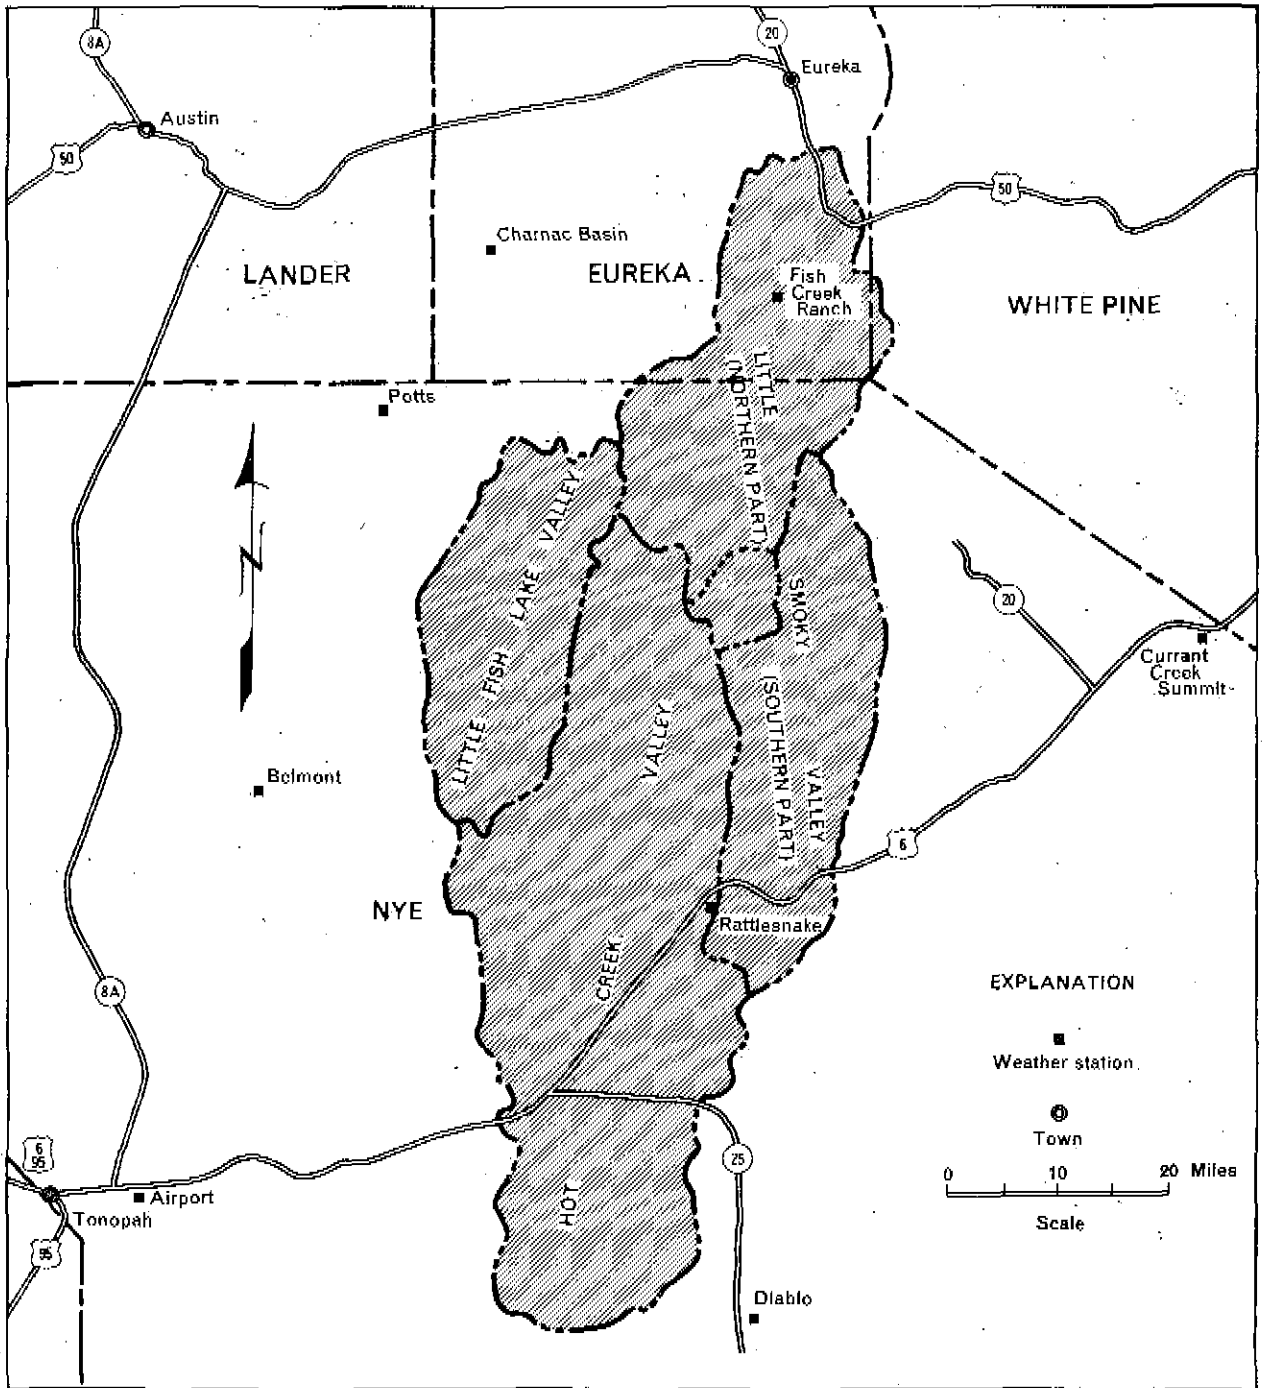 8A
20
Eureka
Austin
50
50
Charnac Basin
LANDER
EUREKA
Fish
Creek
Ranch
WHITE PINE
LITTLE
(NORTHERN PART)
Potts
N
LITTLE FISH LAKE VALLEY
SMOKY
20
Currant
Creek
Summit
VALLEY
(SOUTHERN PART)
VALLEY
Belmont
6
NYE
Rattlesnake
CREEK
8A
EXPLANATION
Weather station
Town
6
95
25
0 10 20 Miles
Airport
HOT
Tonopah
Scale
95
Diablo